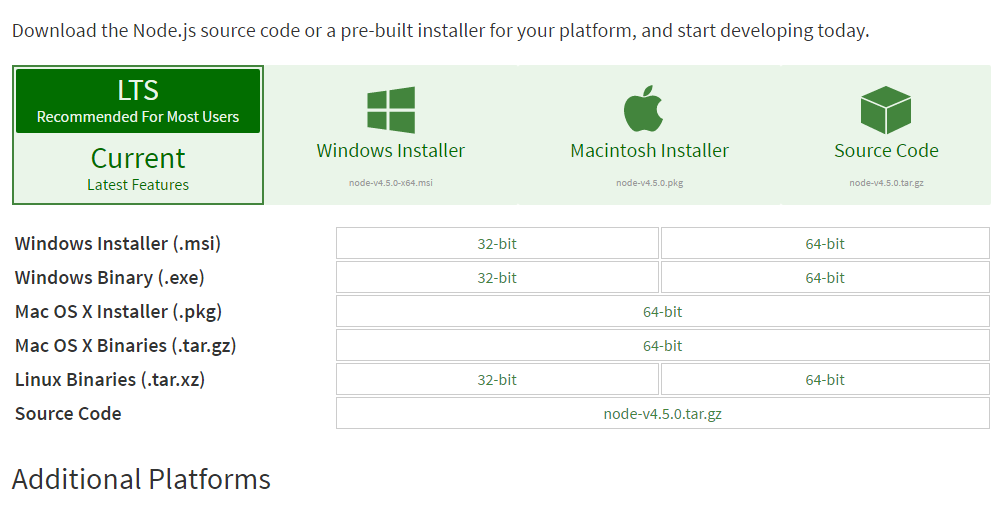 Download the Node.js source code or a pre-built installer for your platform, and start developing today.
LTS
Recommended For Most Users
Current
Latest Features
Windows Installer
node-v4.5.0-x64.msi
Macintosh Installer
node-v4.5.0.pkg
Source Code
node-v4.5.0.tar.gz
Windows Installer (.msi) 32-bit 64-bit
Windows Binary (.exe) 32-bit 64-bit
Mac OS X Installer (.pkg) 64-bit
Mac OS X Binaries (.tar.gz) 64-bit
Linux Binaries (.tar.xz) 32-bit 64-bit
Source Code node-v4.5.0.tar.gz
Additional Platforms